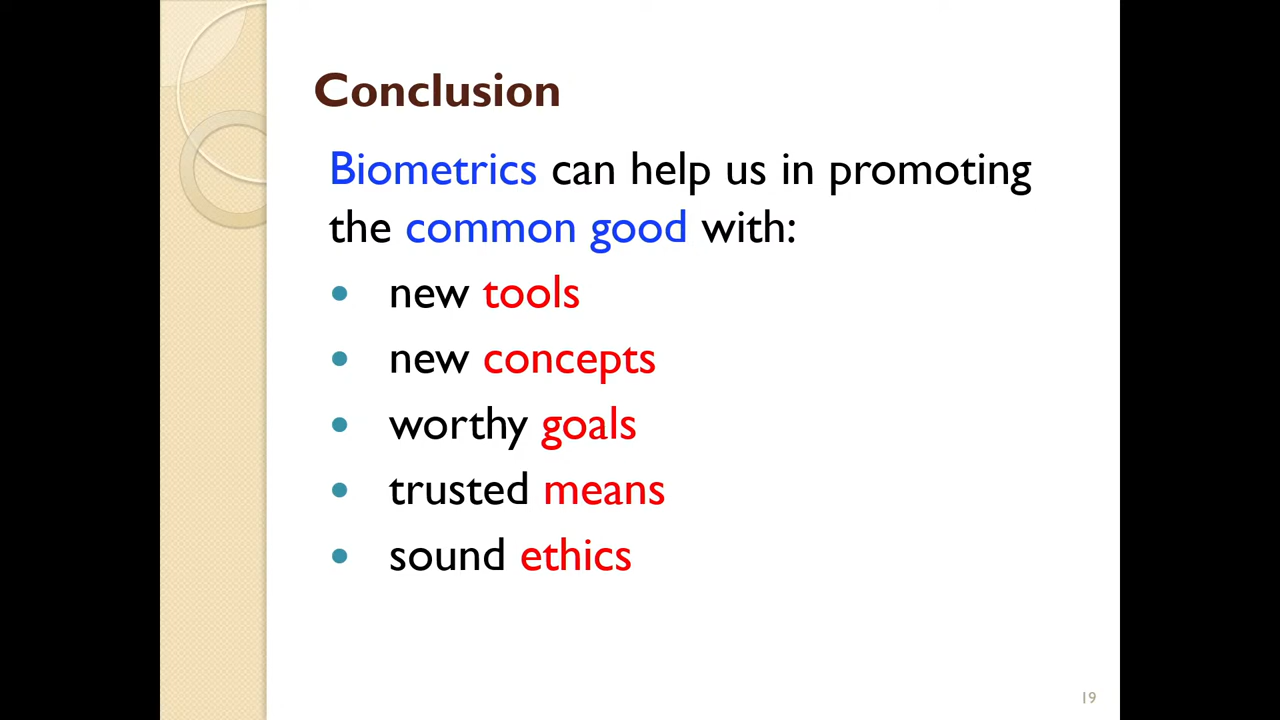 Conclusion
Biometrics can help us in promoting
the common good with:
• new tools
• new concepts
• worthy goals
• trusted means
• sound ethics
19